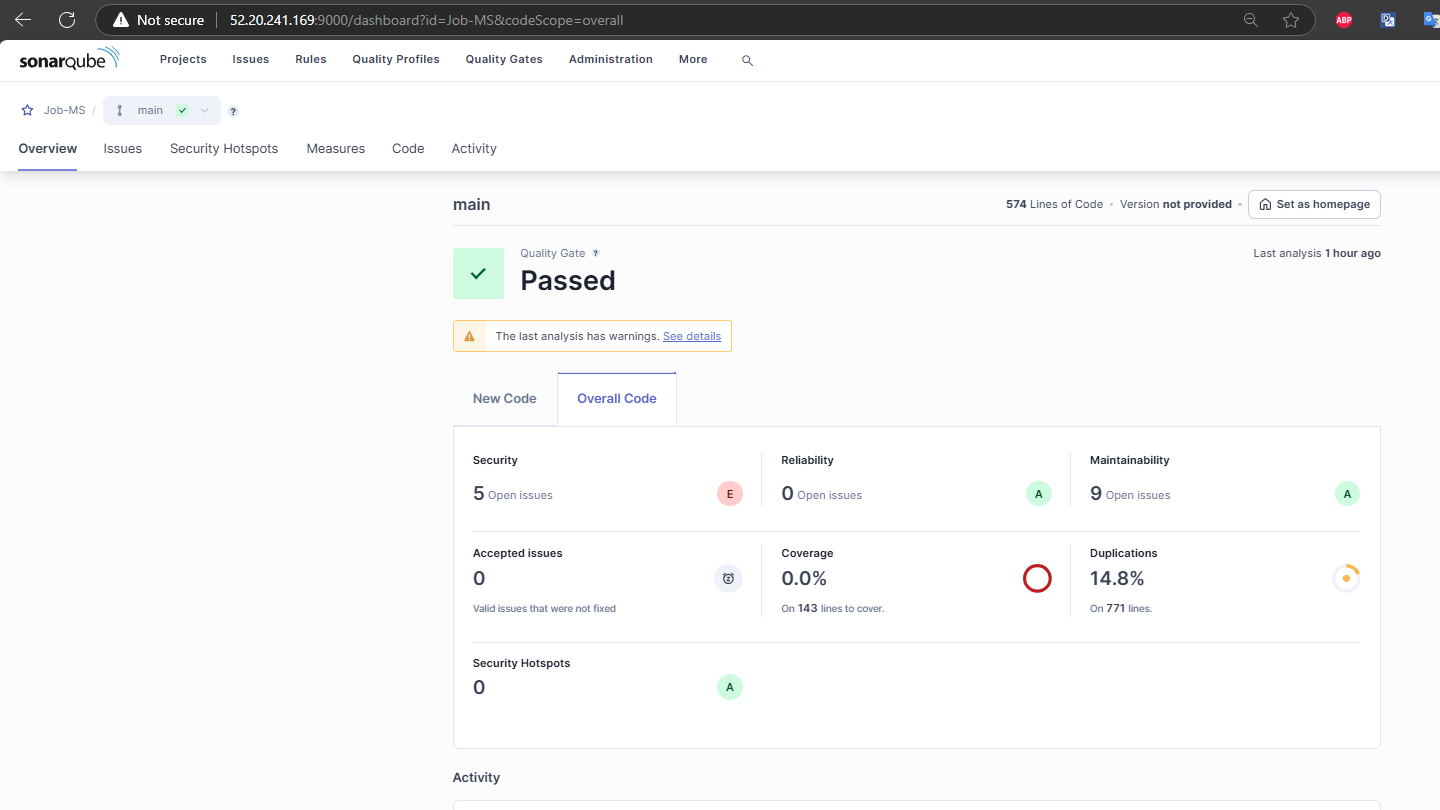 Not secure 52.20.241.169:9000/dashboard?id=Job-MS&codeScope=overall ABP
sonarqube Projects Issues Rules Quality Profiles Quality Gates Administration More
Job-MS / main ?
Overview Issues Security Hotspots Measures Code Activity
main 574 Lines of Code • Version not provided • Set as homepage
Quality Gate ? Last analysis 1 hour ago
Passed
The last analysis has warnings. See details
New Code Overall Code
Security Reliability Maintainability
5 Open issues E 0 Open issues A 9 Open issues A
Accepted issues Coverage Duplications
0 0.0% 14.8%
Valid issues that were not fixed On 143 lines to cover. On 771 lines.
Security Hotspots
0 A
Activity